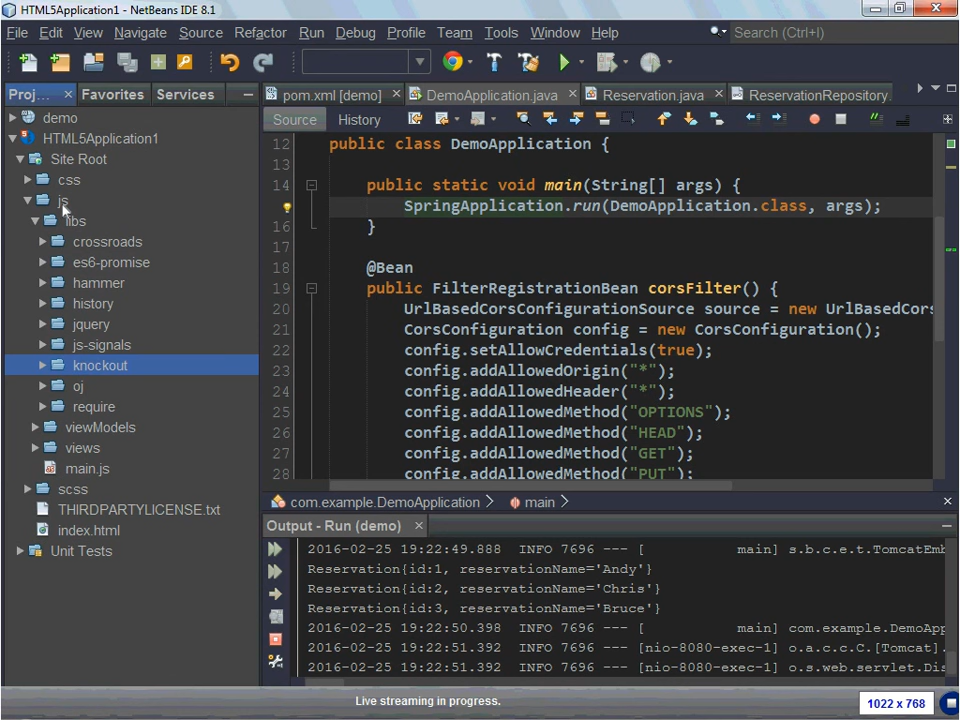 HTML5Application1 - NetBeans IDE 8.1
File Edit View Navigate Source Refactor Run Debug Profile Team Tools Window Help
Search (Ctrl+I)
Proj... Favorites Services
pom.xml [demo] DemoApplication.java Reservation.java ReservationRepository.
Source History
demo
HTML5Application1
Site Root
css
js
libs
crossroads
es6-promise
hammer
history
jquery
js-signals
knockout
oj
require
viewModels
views
main.js
scss
THIRDPARTYLICENSE.txt
index.html
Unit Tests
12 public class DemoApplication {
13
14 public static void main(String[] args) {
SpringApplication.run(DemoApplication.class, args);
16 }
17
18 @Bean
19 public FilterRegistrationBean corsFilter() {
20 UrlBasedCorsConfigurationSource source = new UrlBasedCors
21 CorsConfiguration config = new CorsConfiguration();
22 config.setAllowCredentials(true);
23 config.addAllowedOrigin("*");
24 config.addAllowedHeader("*");
25 config.addAllowedMethod("OPTIONS");
26 config.addAllowedMethod("HEAD");
27 config.addAllowedMethod("GET");
28 config.addAllowedMethod("PUT");
com.example.DemoApplication main
Output - Run (demo)
2016-02-25 19:22:49.888 INFO 7696 --- [ main] s.b.c.e.t.TomcatEmb
Reservation{id:1, reservationName='Andy'}
Reservation{id:2, reservationName='Chris'}
Reservation{id:3, reservationName='Bruce'}
2016-02-25 19:22:50.398 INFO 7696 --- [ main] com.example.DemoApp
2016-02-25 19:22:51.392 INFO 7696 --- [nio-8080-exec-1] o.a.c.c.C.[Tomcat].
2016-02-25 19:22:51.392 INFO 7696 --- [nio-8080-exec-1] o.s.web.servlet.Dis
Live streaming in progress.
1022 x 768